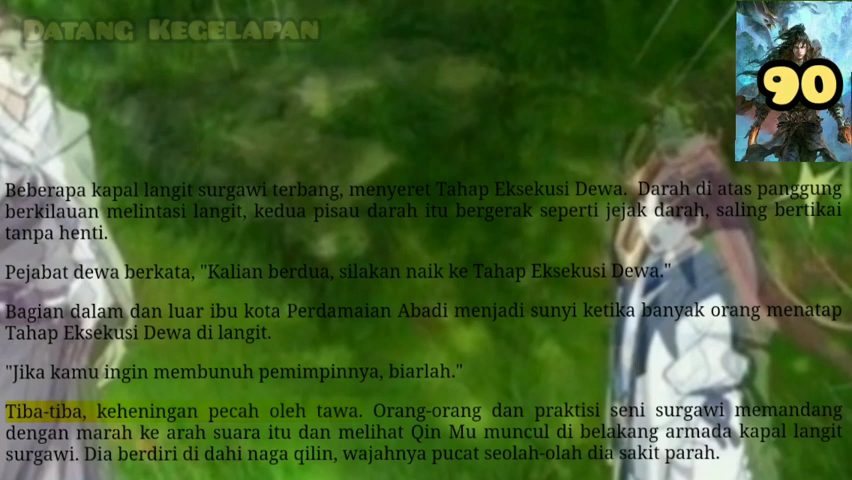 Datang Kegelapan
90
Beberapa kapal langit surgawi terbang, menyeret Tahap Eksekusi Dewa. Darah di atas panggung
berkilauan melintasi langit, kedua pisau darah itu bergerak seperti jejak darah, saling bertikai
tanpa henti.
Pejabat dewa berkata, "Kalian berdua, silakan naik ke Tahap Eksekusi Dewa."
Bagian dalam dan luar ibu kota Perdamaian Abadi menjadi sunyi ketika banyak orang menatap
Tahap Eksekusi Dewa di langit.
"Jika kamu ingin membunuh pemimpinnya, biarlah."
Tiba-tiba, keheningan pecah oleh tawa. Orang-orang dan praktisi seni surgawi memandang
dengan marah ke arah suara itu dan melihat Qin Mu muncul di belakang armada kapal langit
surgawi. Dia berdiri di dahi naga qilin, wajahnya pucat seolah-olah dia sakit parah.